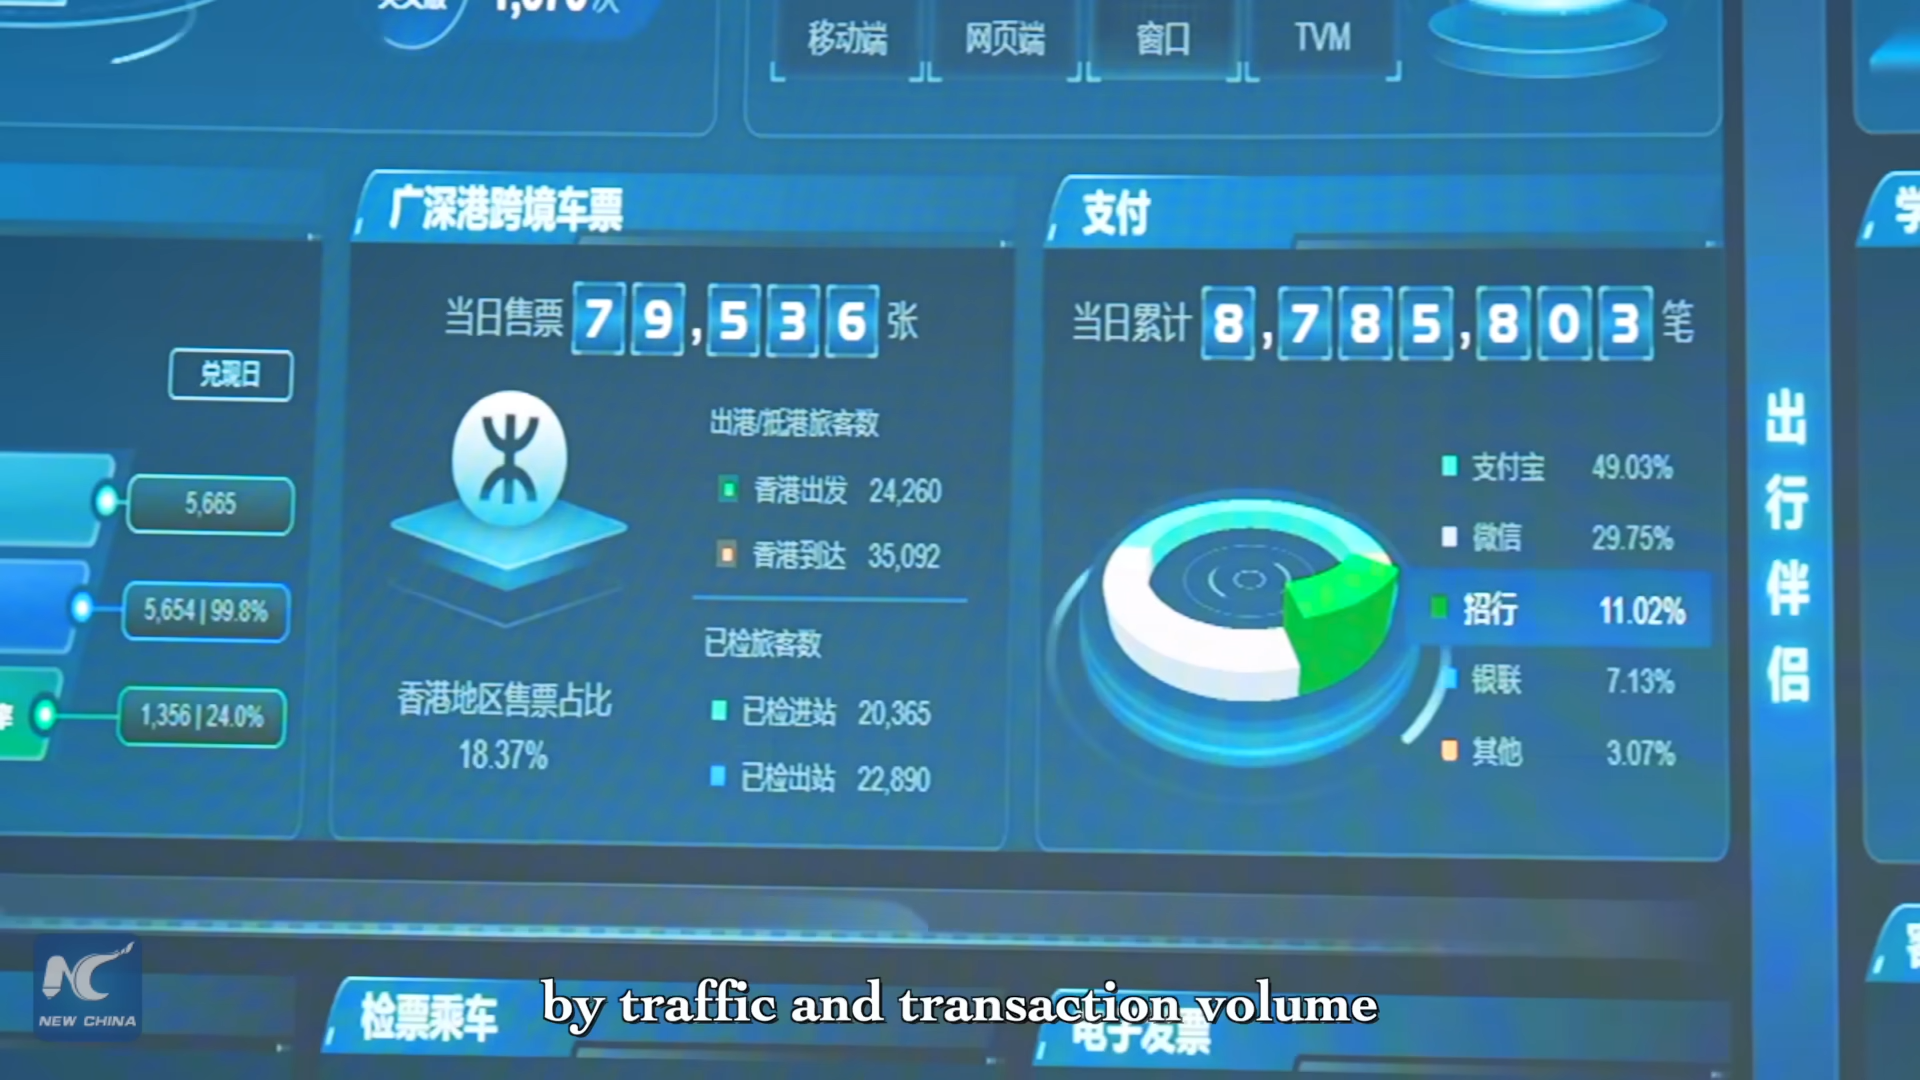 移动端
网页端
窗口
TVM
广深港跨境车票
支付
当日售票 79,536 张
当日累计 8,785,803 笔
兑现日
5,665
5,654 | 99.8%
1,356 | 24.0%
出港/抵港旅客数
香港出发 24,260
香港到达 35,092
已检旅客数
已检进站 20,365
已检出站 22,890
香港地区售票占比
18.37%
支付宝 49.03%
微信 29.75%
招行 11.02%
银联 7.13%
其他 3.07%
出行伴侣
检票乘车
电子发票
by traffic and transaction volume
NC
NEW CHINA